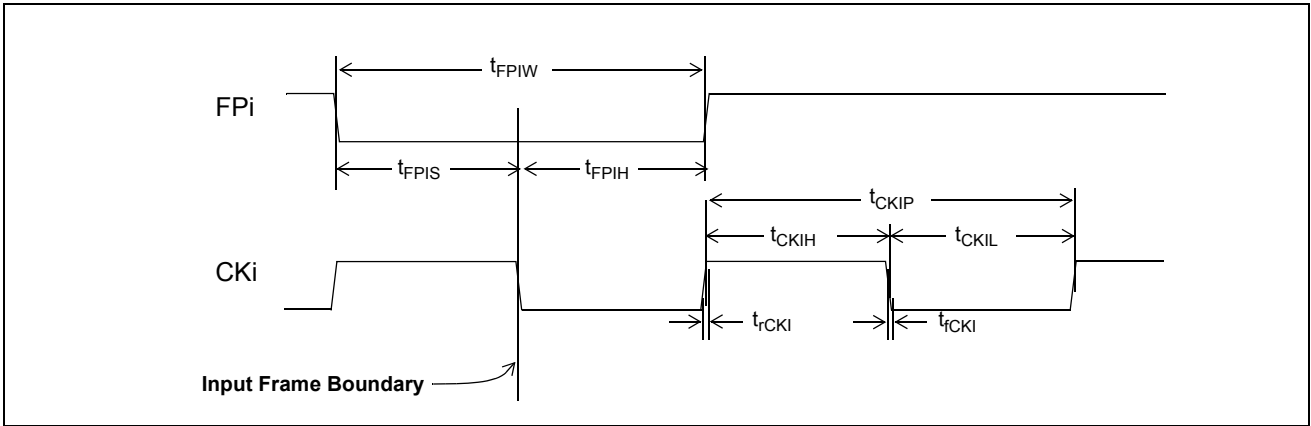 tFPIW
FPi
tFPIS
tFPIH
tCKIP
tCKIH
tCKIL
CKi
trCKI
tfCKI
Input Frame Boundary